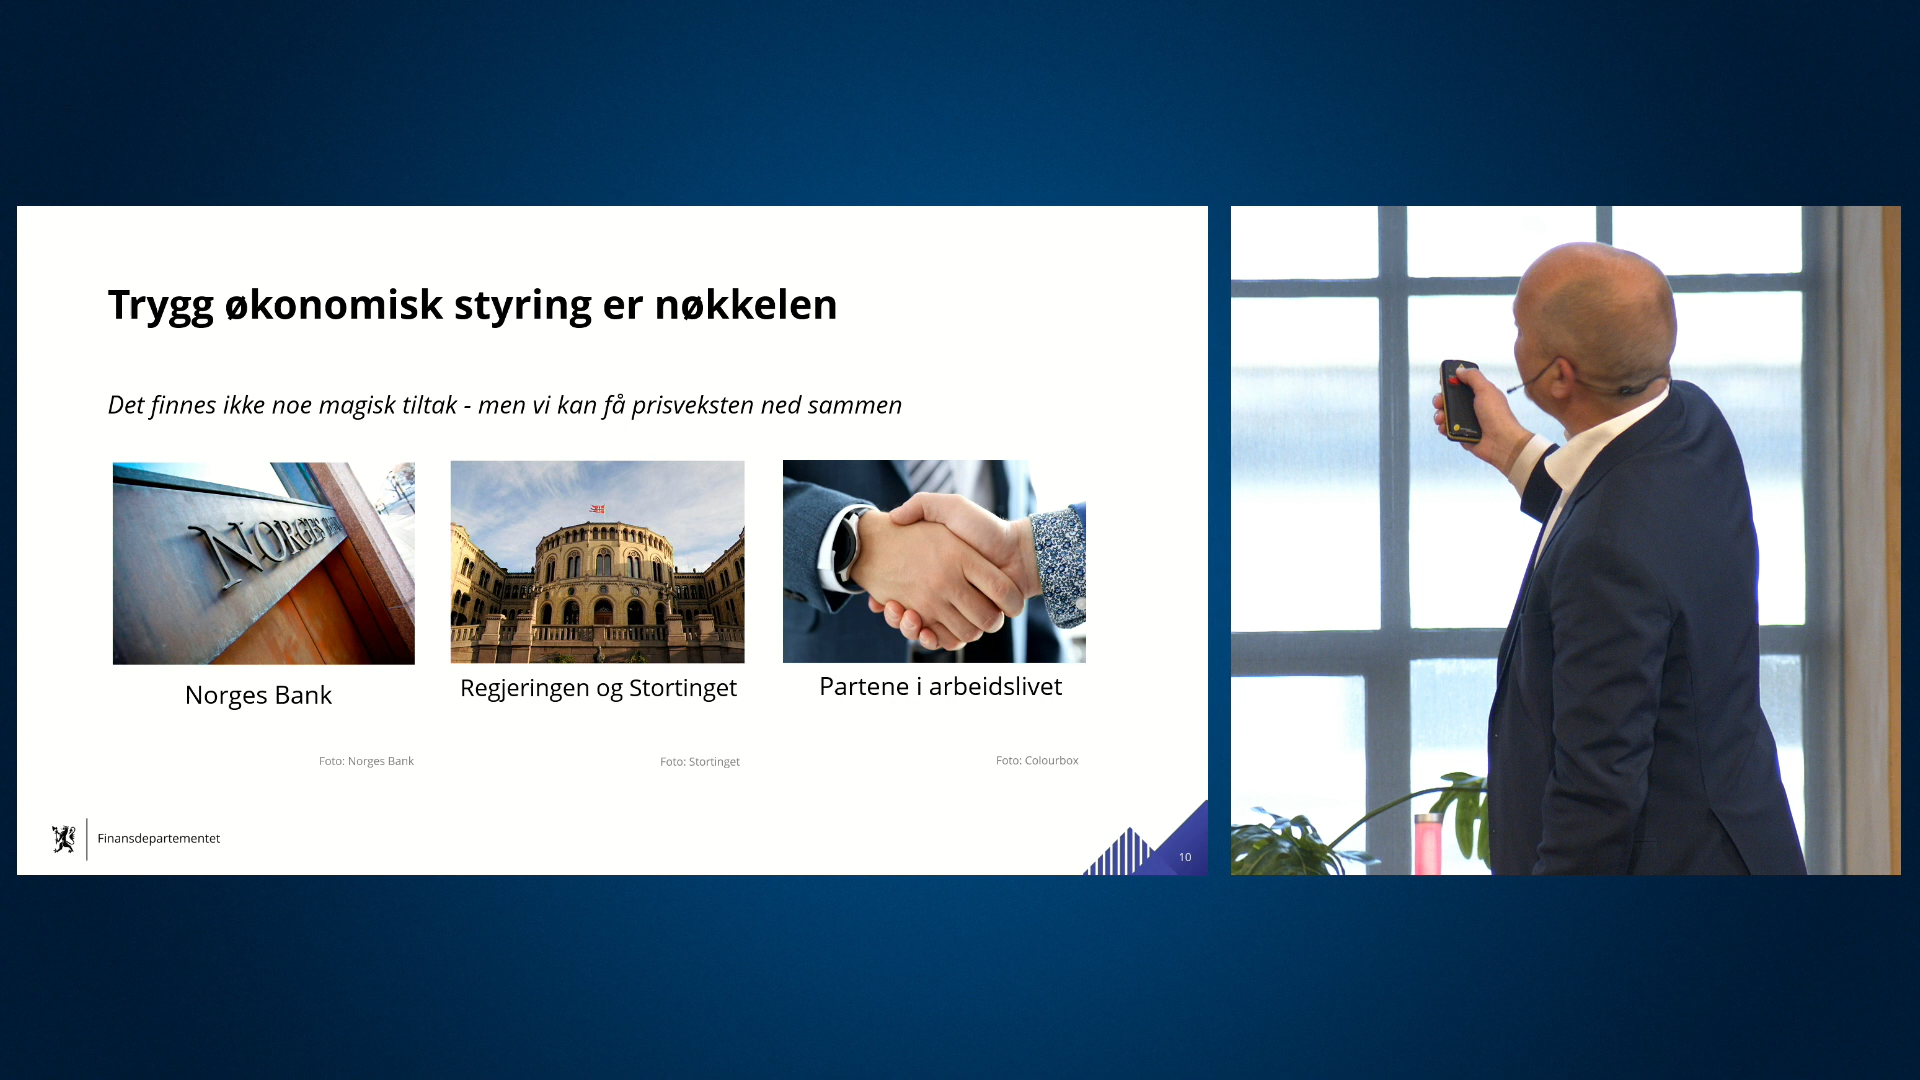 Trygg økonomisk styring er nøkkelen
Det finnes ikke noe magisk tiltak - men vi kan få prisveksten ned sammen
NORGES
Norges Bank
Regjeringen og Stortinget
Partene i arbeidslivet
Foto: Norges Bank
Foto: Stortinget
Foto: Colourbox
Finansdepartementet
10